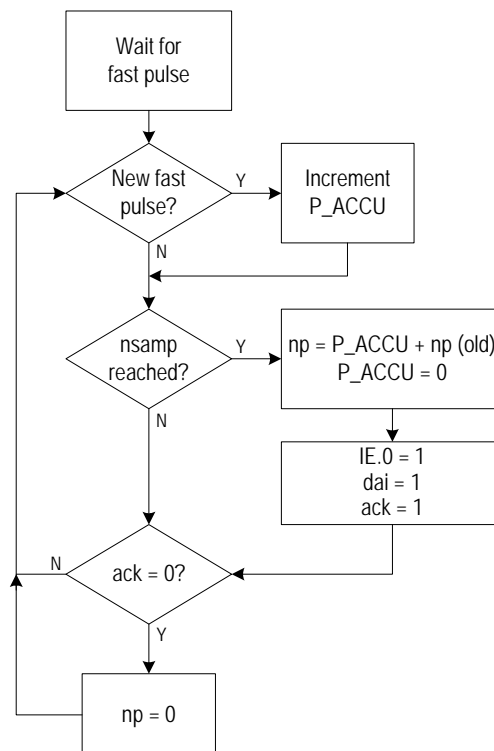 Wait for
fast pulse
New fast
pulse?
Y
Increment
P_ACCU
N
nsamp
reached?
Y
np = P_ACCU + np (old)
P_ACCU = 0
N
IE.0 = 1
dai = 1
ack = 1
N
ack = 0?
Y
np = 0